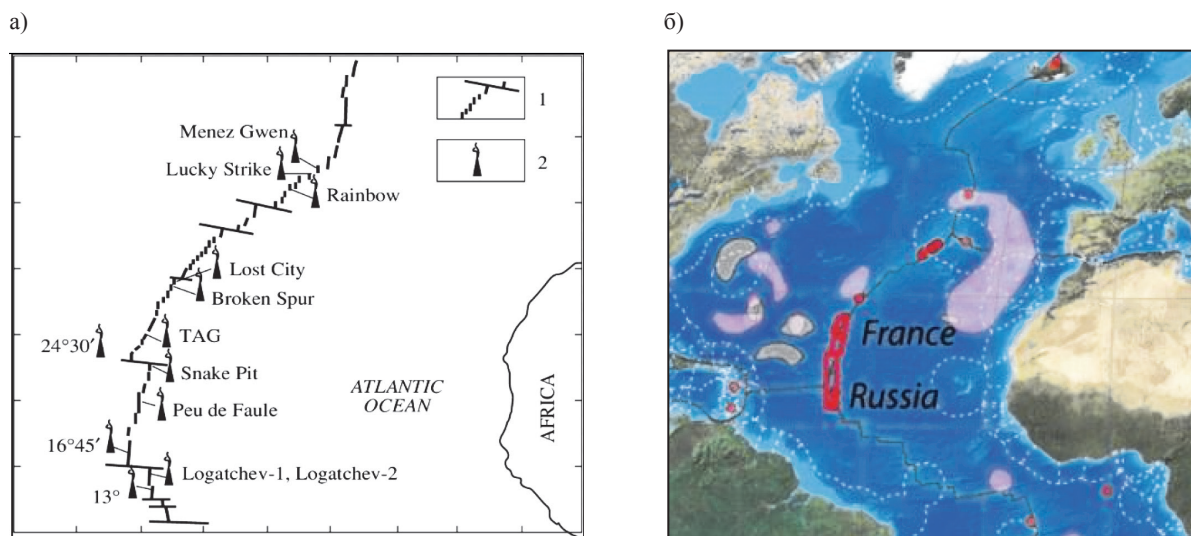 а)
Menez Gwen
Lucky Strike
Rainbow
Lost City
Broken Spur
TAG
24°30′
Snake Pit
Peu de Faule
16°45′
Logatchev-1, Logatchev-2
13°
ATLANTIC
OCEAN
AFRICA
1
2
б)
France
Russia